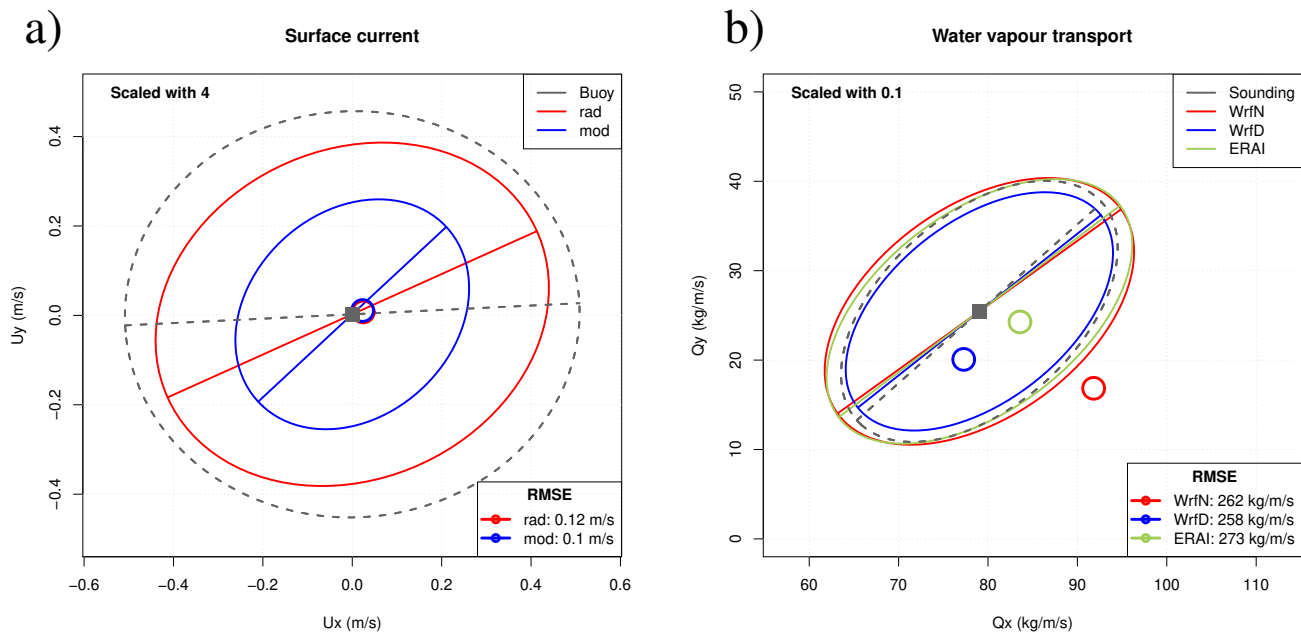 a)
Surface current
Scaled with 4
Buoy
rad
mod
Uy (m/s)
0.4
0.2
0.0
−0.2
−0.4
RMSE
rad: 0.12 m/s
mod: 0.1 m/s
−0.6 −0.4 −0.2 0.0 0.2 0.4 0.6
Ux (m/s)
b)
Water vapour transport
Scaled with 0.1
Sounding
WrfN
WrfD
ERAI
Qy (kg/m/s)
50
40
30
20
10
0
RMSE
WrfN: 262 kg/m/s
WrfD: 258 kg/m/s
ERAI: 273 kg/m/s
60 70 80 90 100 110
Qx (kg/m/s)